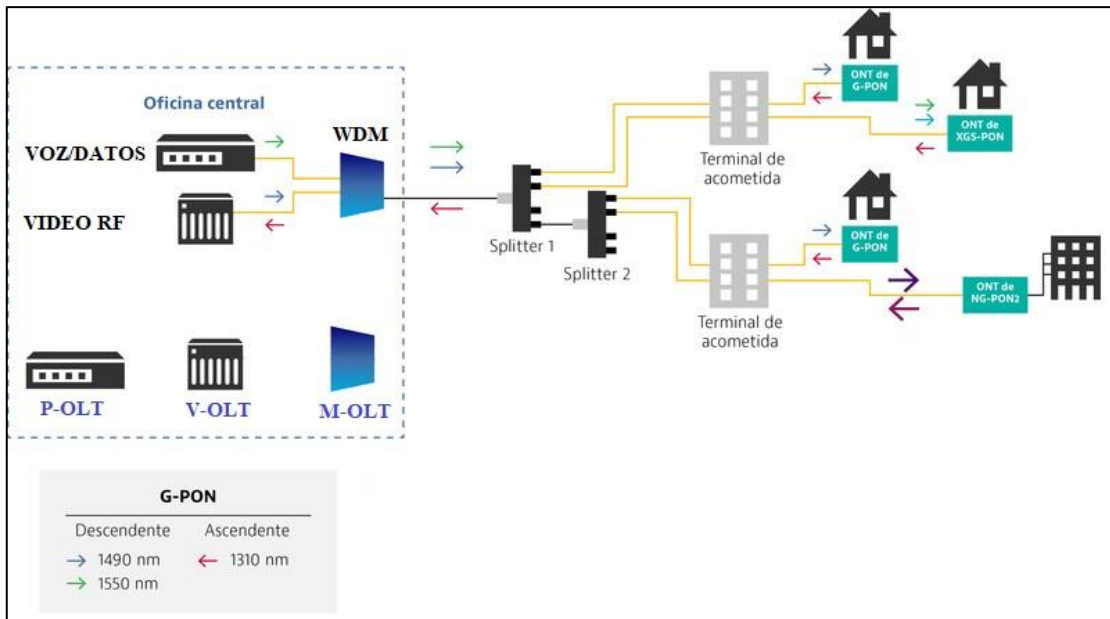 Oficina central
VOZ/DATOS
WDM
VIDEO RF
P-OLT
V-OLT
M-OLT
Splitter 1
Splitter 2
Terminal de
acometida
ONT de
G-PON
ONT de
XGS-PON
Terminal de
acometida
ONT de
G-PON
ONT de
NG-PON2
G-PON
Descendente
Ascendente
1490 nm
1310 nm
1550 nm